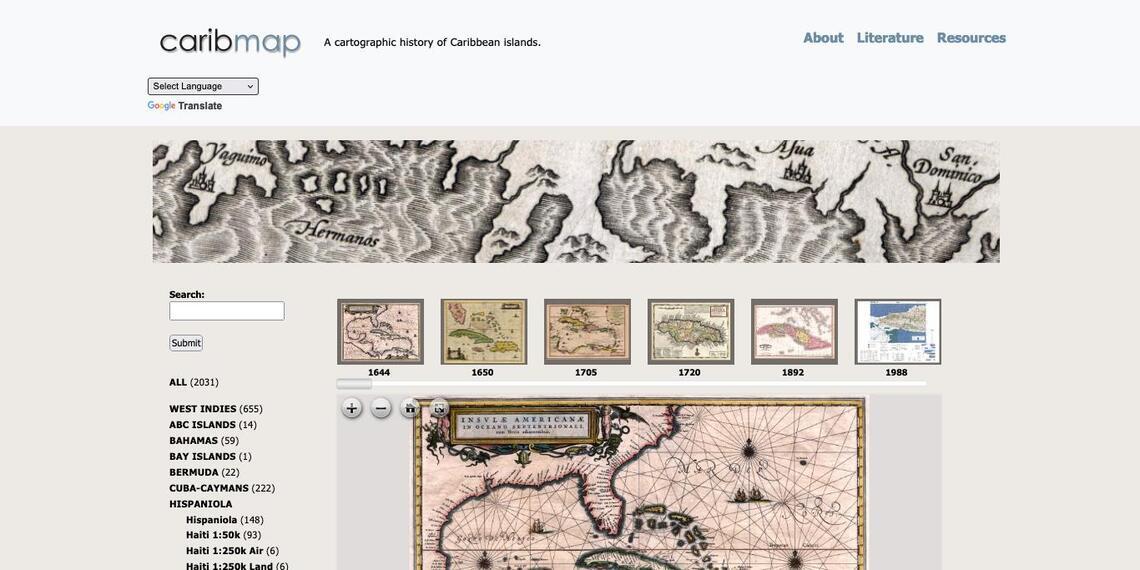 caribmap
A cartographic history of Caribbean islands.
About Literature Resources
Select Language
Google Translate
Yaguimo
Hermanos
Asua
San.
Dominico
Search:
Submit
1644
1650
1705
1720
1892
1988
ALL (2031)
WEST INDIES (655)
ABC ISLANDS (14)
BAHAMAS (59)
BAY ISLANDS (1)
BERMUDA (22)
CUBA-CAYMANS (222)
HISPANIOLA
Hispaniola (148)
Haiti 1:50k (93)
Haiti 1:250k Air (6)
Haiti 1:250k Land (6)
INSULÆ AMERICANÆ
IN OCEANO SEPTENTRIONALI,